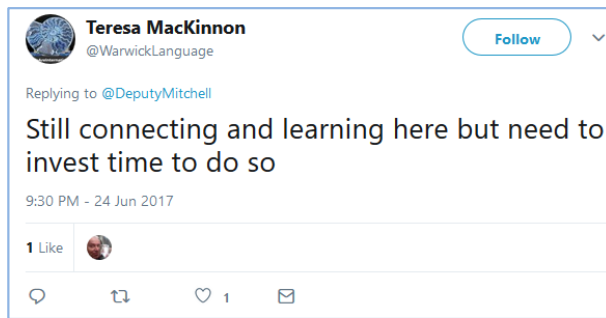 Teresa MacKinnon
@WarwickLanguage
Follow
Replying to @DeputyMitchell
Still connecting and learning here but need to
invest time to do so
9:30 PM - 24 Jun 2017
1 Like
1